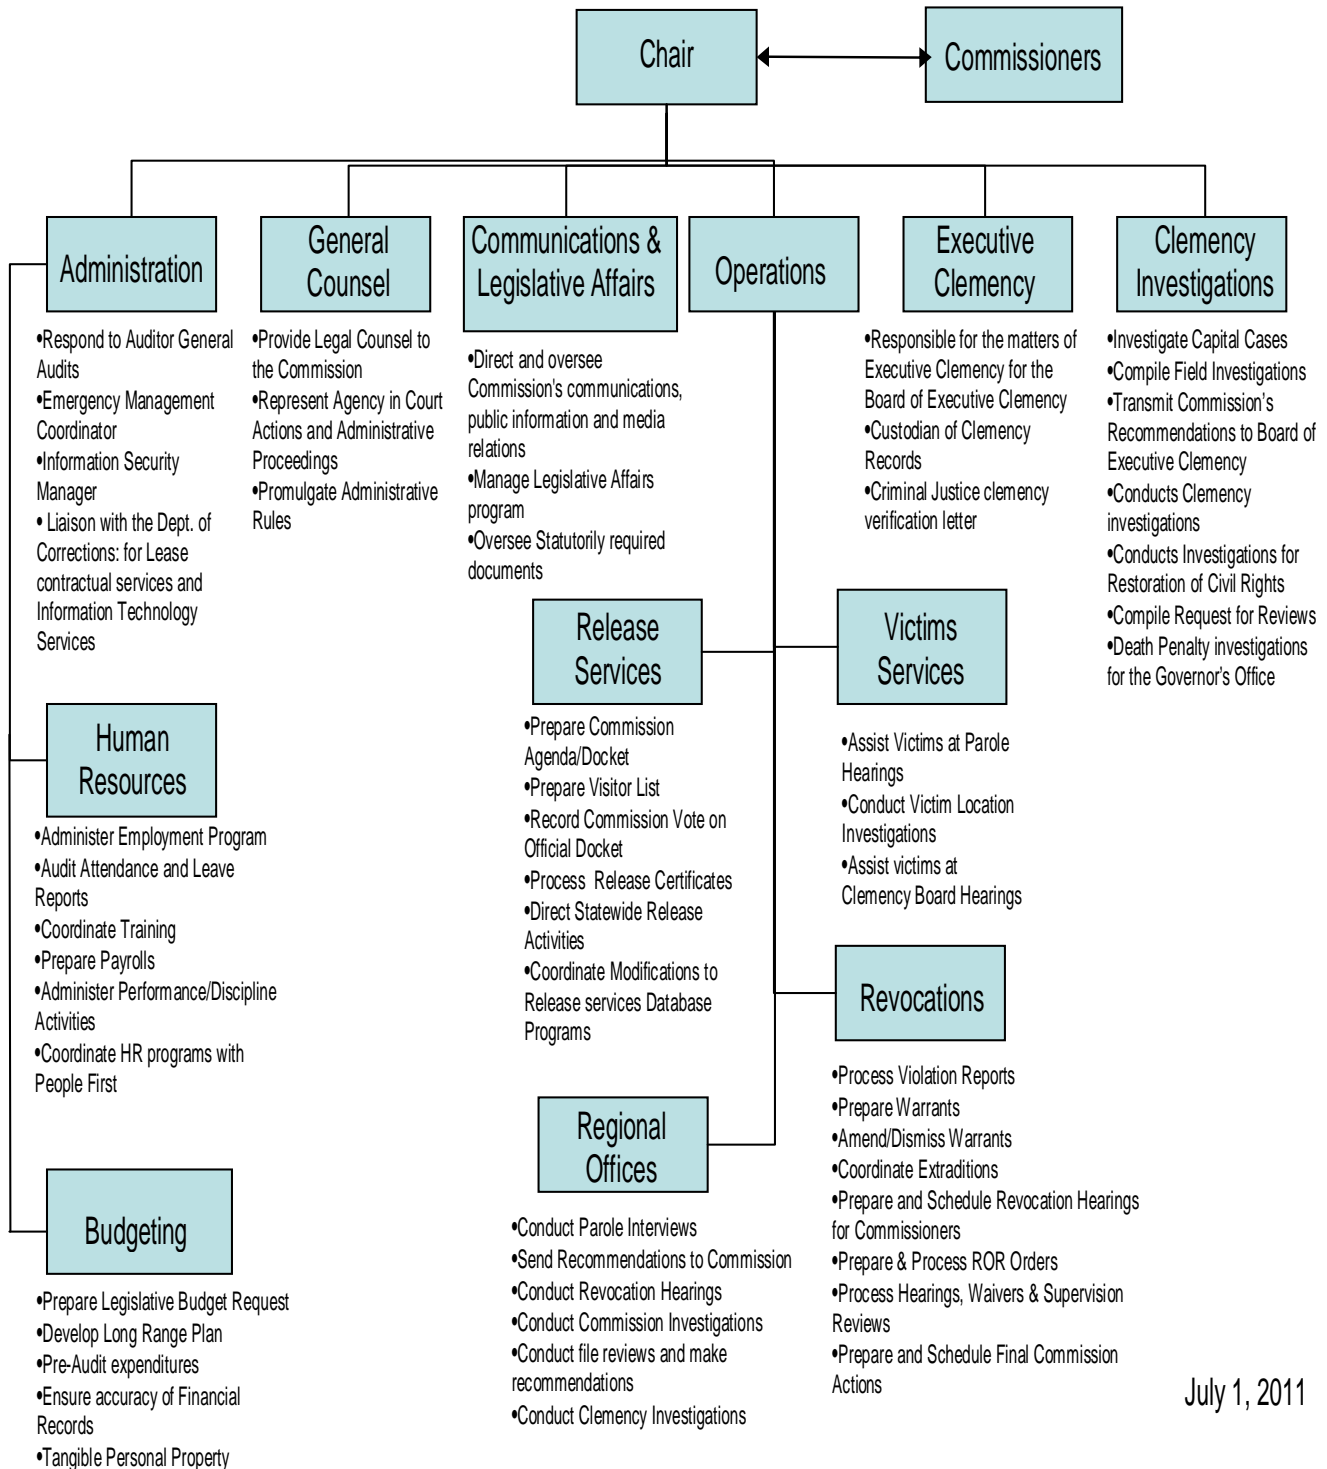 Chair
Commissioners
Administration
•Respond to Auditor General
Audits
•Emergency Management
Coordinator
•Information Security
Manager
• Liaison with the Dept. of
Corrections: for Lease
contractual services and
Information Technology
Services
General
Counsel
•Provide Legal Counsel to
the Commission
•Represent Agency in Court
Actions and Administrative
Proceedings
•Promulgate Administrative
Rules
Communications &
Legislative Affairs
•Direct and oversee
Commission's communications,
public information and media
relations
•Manage Legislative Affairs
program
•Oversee Statutorily required
documents
Operations
Executive
Clemency
•Responsible for the matters of
Executive Clemency for the
Board of Executive Clemency
•Custodian of Clemency
Records
•Criminal Justice clemency
verification letter
Clemency
Investigations
•Investigate Capital Cases
•Compile Field Investigations
•Transmit Commission's
Recommendations to Board of
Executive Clemency
•Conducts Clemency
investigations
•Conducts Investigations for
Restoration of Civil Rights
•Compile Request for Reviews
•Death Penalty investigations
for the Governor's Office
Human
Resources
•Administer Employment Program
•Audit Attendance and Leave
Reports
•Coordinate Training
•Prepare Payrolls
•Administer Performance/Discipline
Activities
•Coordinate HR programs with
People First
Budgeting
•Prepare Legislative Budget Request
•Develop Long Range Plan
•Pre-Audit expenditures
•Ensure accuracy of Financial
Records
•Tangible Personal Property
Release
Services
•Prepare Commission
Agenda/Docket
•Prepare Visitor List
•Record Commission Vote on
Official Docket
•Process  Release Certificates
•Direct Statewide Release
Activities
•Coordinate Modifications to
Release services Database
Programs
Victims
Services
•Assist Victims at Parole
Hearings
•Conduct Victim Location
Investigations
•Assist victims at
Clemency Board Hearings
Regional
Offices
•Conduct Parole Interviews
•Send Recommendations to Commission
•Conduct Revocation Hearings
•Conduct Commission Investigations
•Conduct file reviews and make
recommendations
•Conduct Clemency Investigations
Revocations
•Process Violation Reports
•Prepare Warrants
•Amend/Dismiss Warrants
•Coordinate Extraditions
•Prepare and Schedule Revocation Hearings
for Commissioners
•Prepare & Process ROR Orders
•Process Hearings, Waivers & Supervision
Reviews
•Prepare and Schedule Final Commission
Actions
July 1, 2011